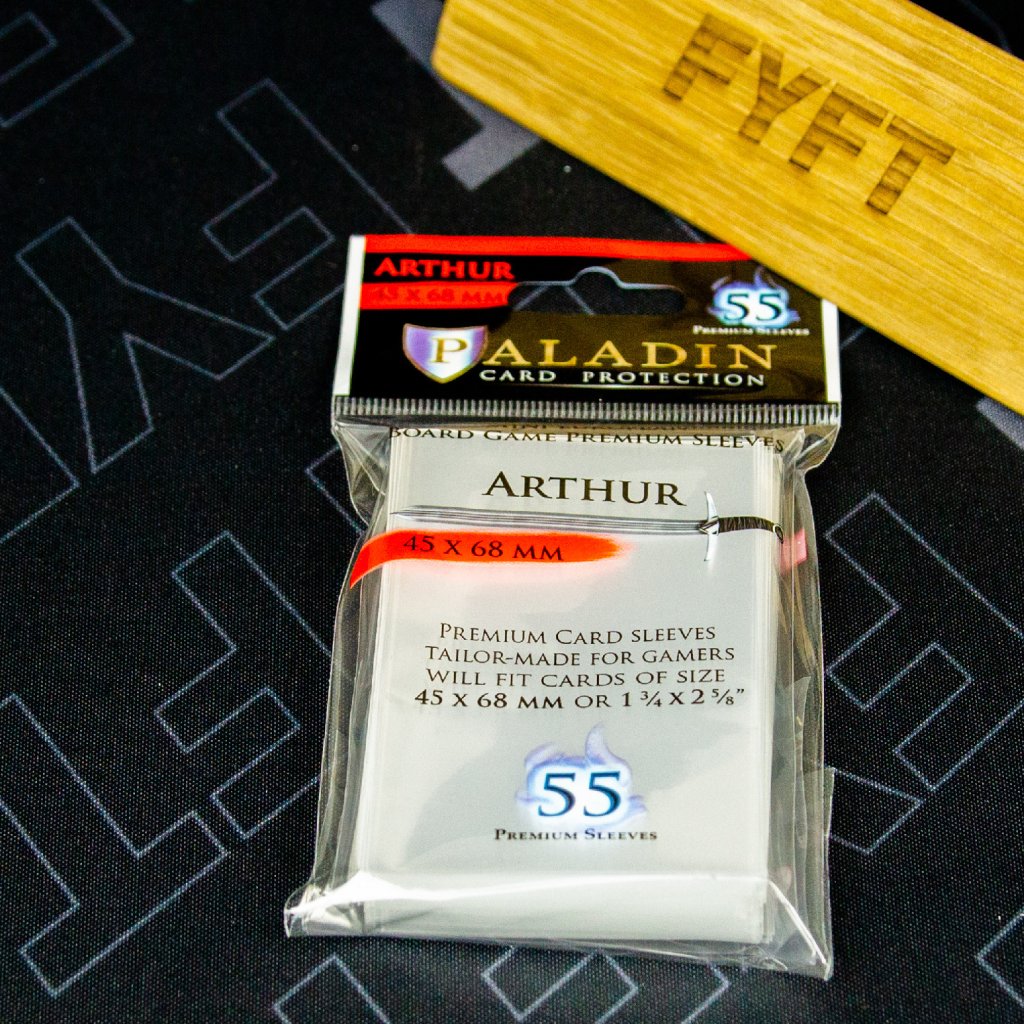 FYFT
ARTHUR
45 X 68 MM
55
PREMIUM SLEEVES
PALADIN
CARD PROTECTION
BOARD GAME PREMIUM SLEEVES
ARTHUR
45 X 68 MM
PREMIUM CARD SLEEVES
TAILOR-MADE FOR GAMERS
WILL FIT CARDS OF SIZE
45 X 68 MM OR 1 ¾ X 2 ⅝"
55
PREMIUM SLEEVES